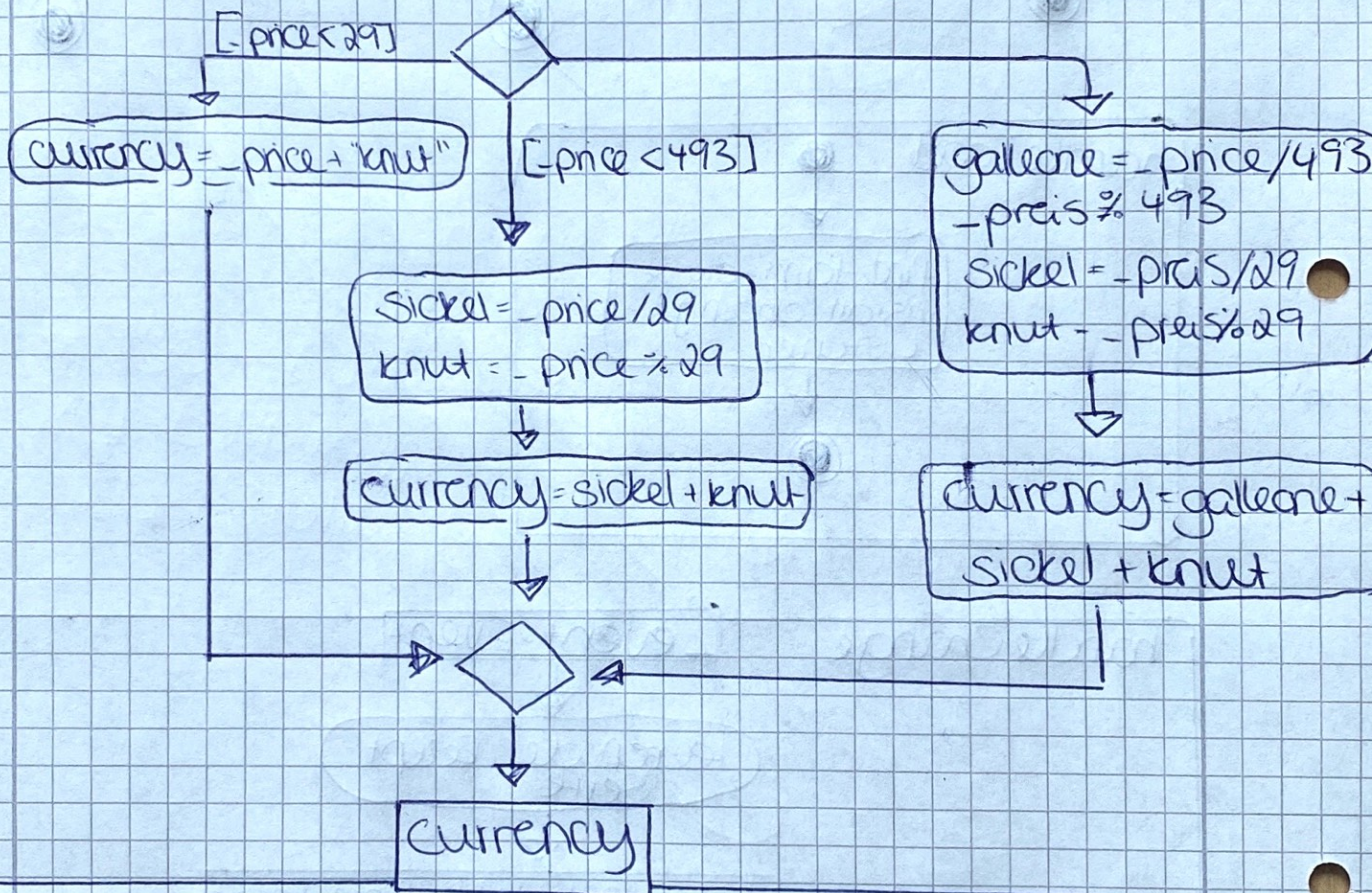 [_price<29]
currency=_price+"knut"
[_price<493]
sickel=_price/29
knut=_price%29
currency=sickel+knut
galleone=_price/493
_preis%493
sickel=_preis/29
knut-_preis%29
currency=galleone+
sickel+knut
currency